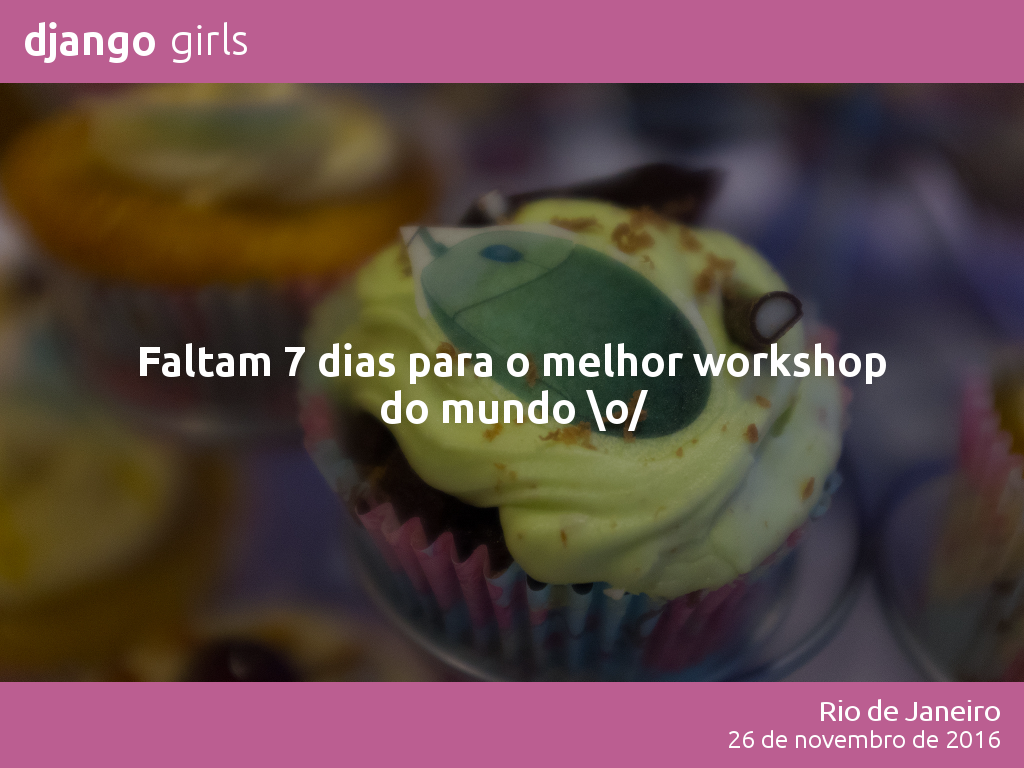 django girls
Faltam 7 dias para o melhor workshop
do mundo \o/
Rio de Janeiro
26 de novembro de 2016